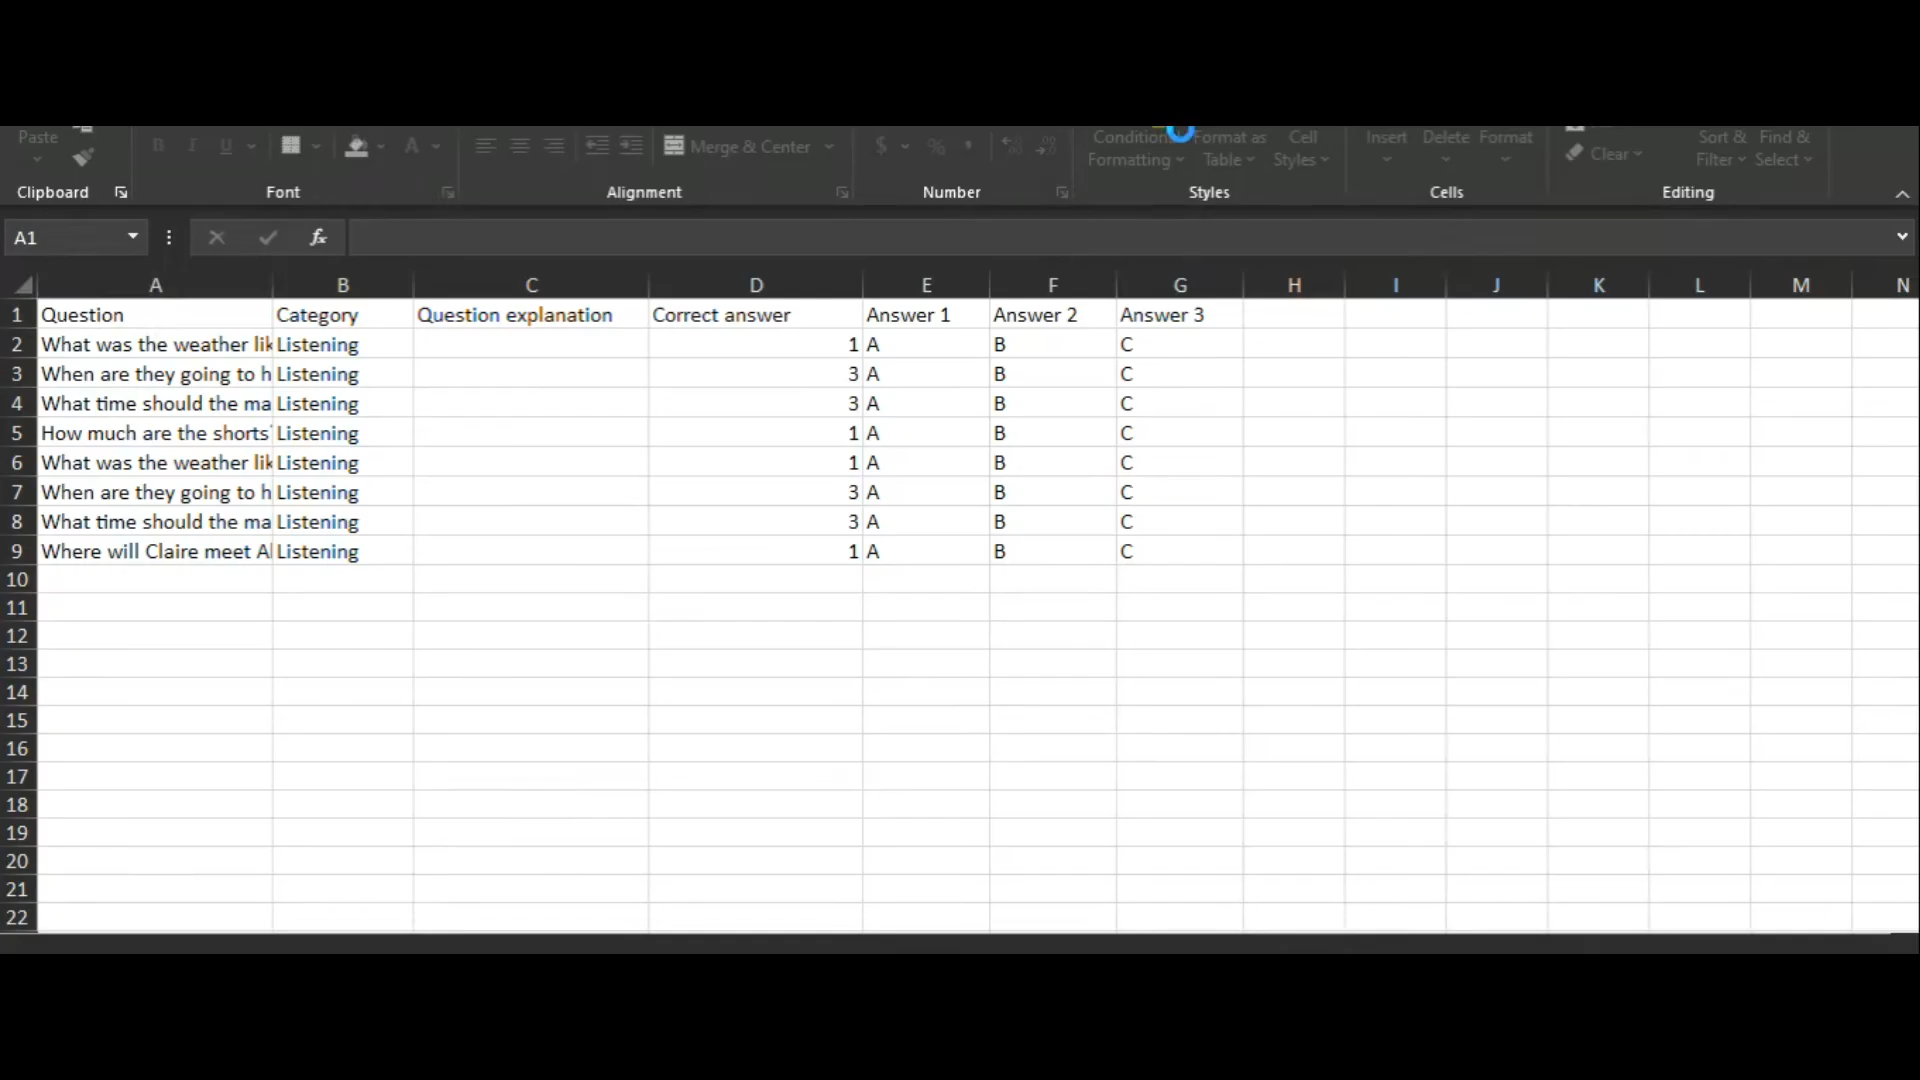 Paste
B I U A Merge & Center $ % Conditional Format as Cell Insert Delete Format Clear Sort & Find &
Formatting Table Styles Filter Select
Clipboard Font Alignment Number Styles Cells Editing
A1 fx
A B C D E F G H I J K L M N
1 Question Category Question explanation Correct answer Answer 1 Answer 2 Answer 3
2 What was the weather lik Listening 1 A B C
3 When are they going to h Listening 3 A B C
4 What time should the ma Listening 3 A B C
5 How much are the shorts Listening 1 A B C
6 What was the weather lik Listening 1 A B C
7 When are they going to h Listening 3 A B C
8 What time should the ma Listening 3 A B C
9 Where will Claire meet Al Listening 1 A B C
10
11
12
13
14
15
16
17
18
19
20
21
22